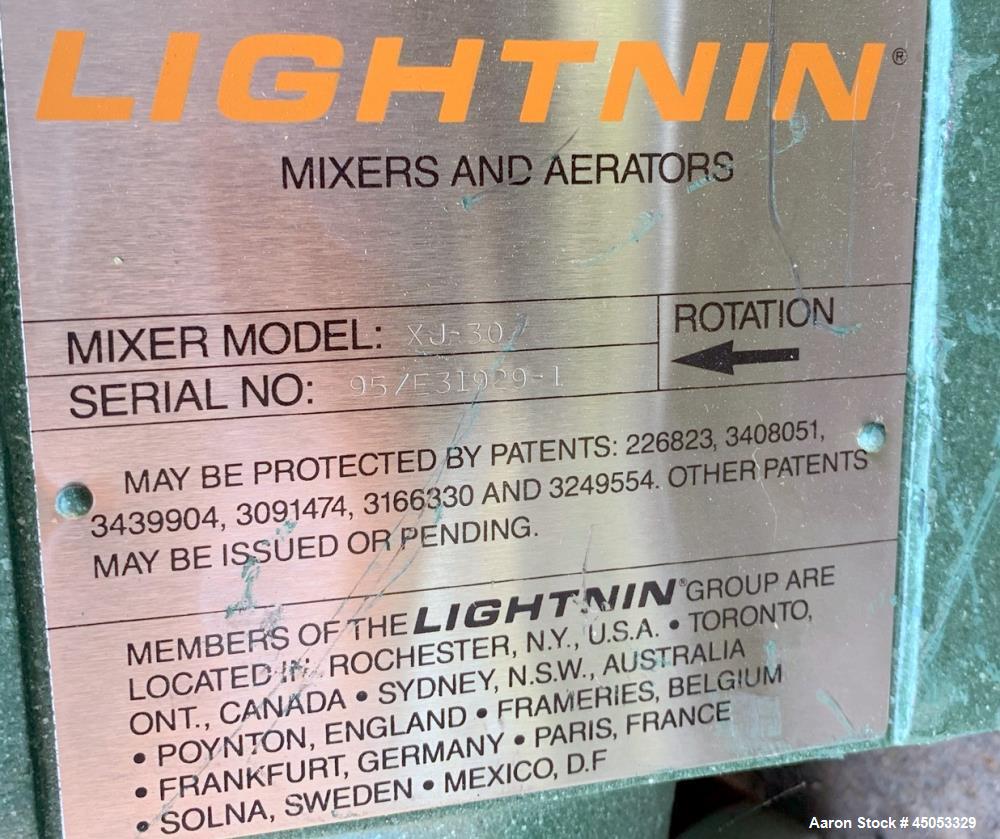 LIGHTNIN®
MIXERS AND AERATORS
MIXER MODEL: XJ-30
ROTATION
SERIAL NO: 95/E31929-1
MAY BE PROTECTED BY PATENTS: 226823, 3408051,
3439904, 3091474, 3166330 AND 3249554. OTHER PATENTS
MAY BE ISSUED OR PENDING.
MEMBERS OF THE LIGHTNIN® GROUP ARE
LOCATED IN: ROCHESTER, N.Y., U.S.A. • TORONTO,
ONT., CANADA • SYDNEY, N.S.W., AUSTRALIA
• POYNTON, ENGLAND • FRAMERIES, BELGIUM
• FRANKFURT, GERMANY • PARIS, FRANCE
• SOLNA, SWEDEN • MEXICO, D.F
Aaron Stock # 45053329